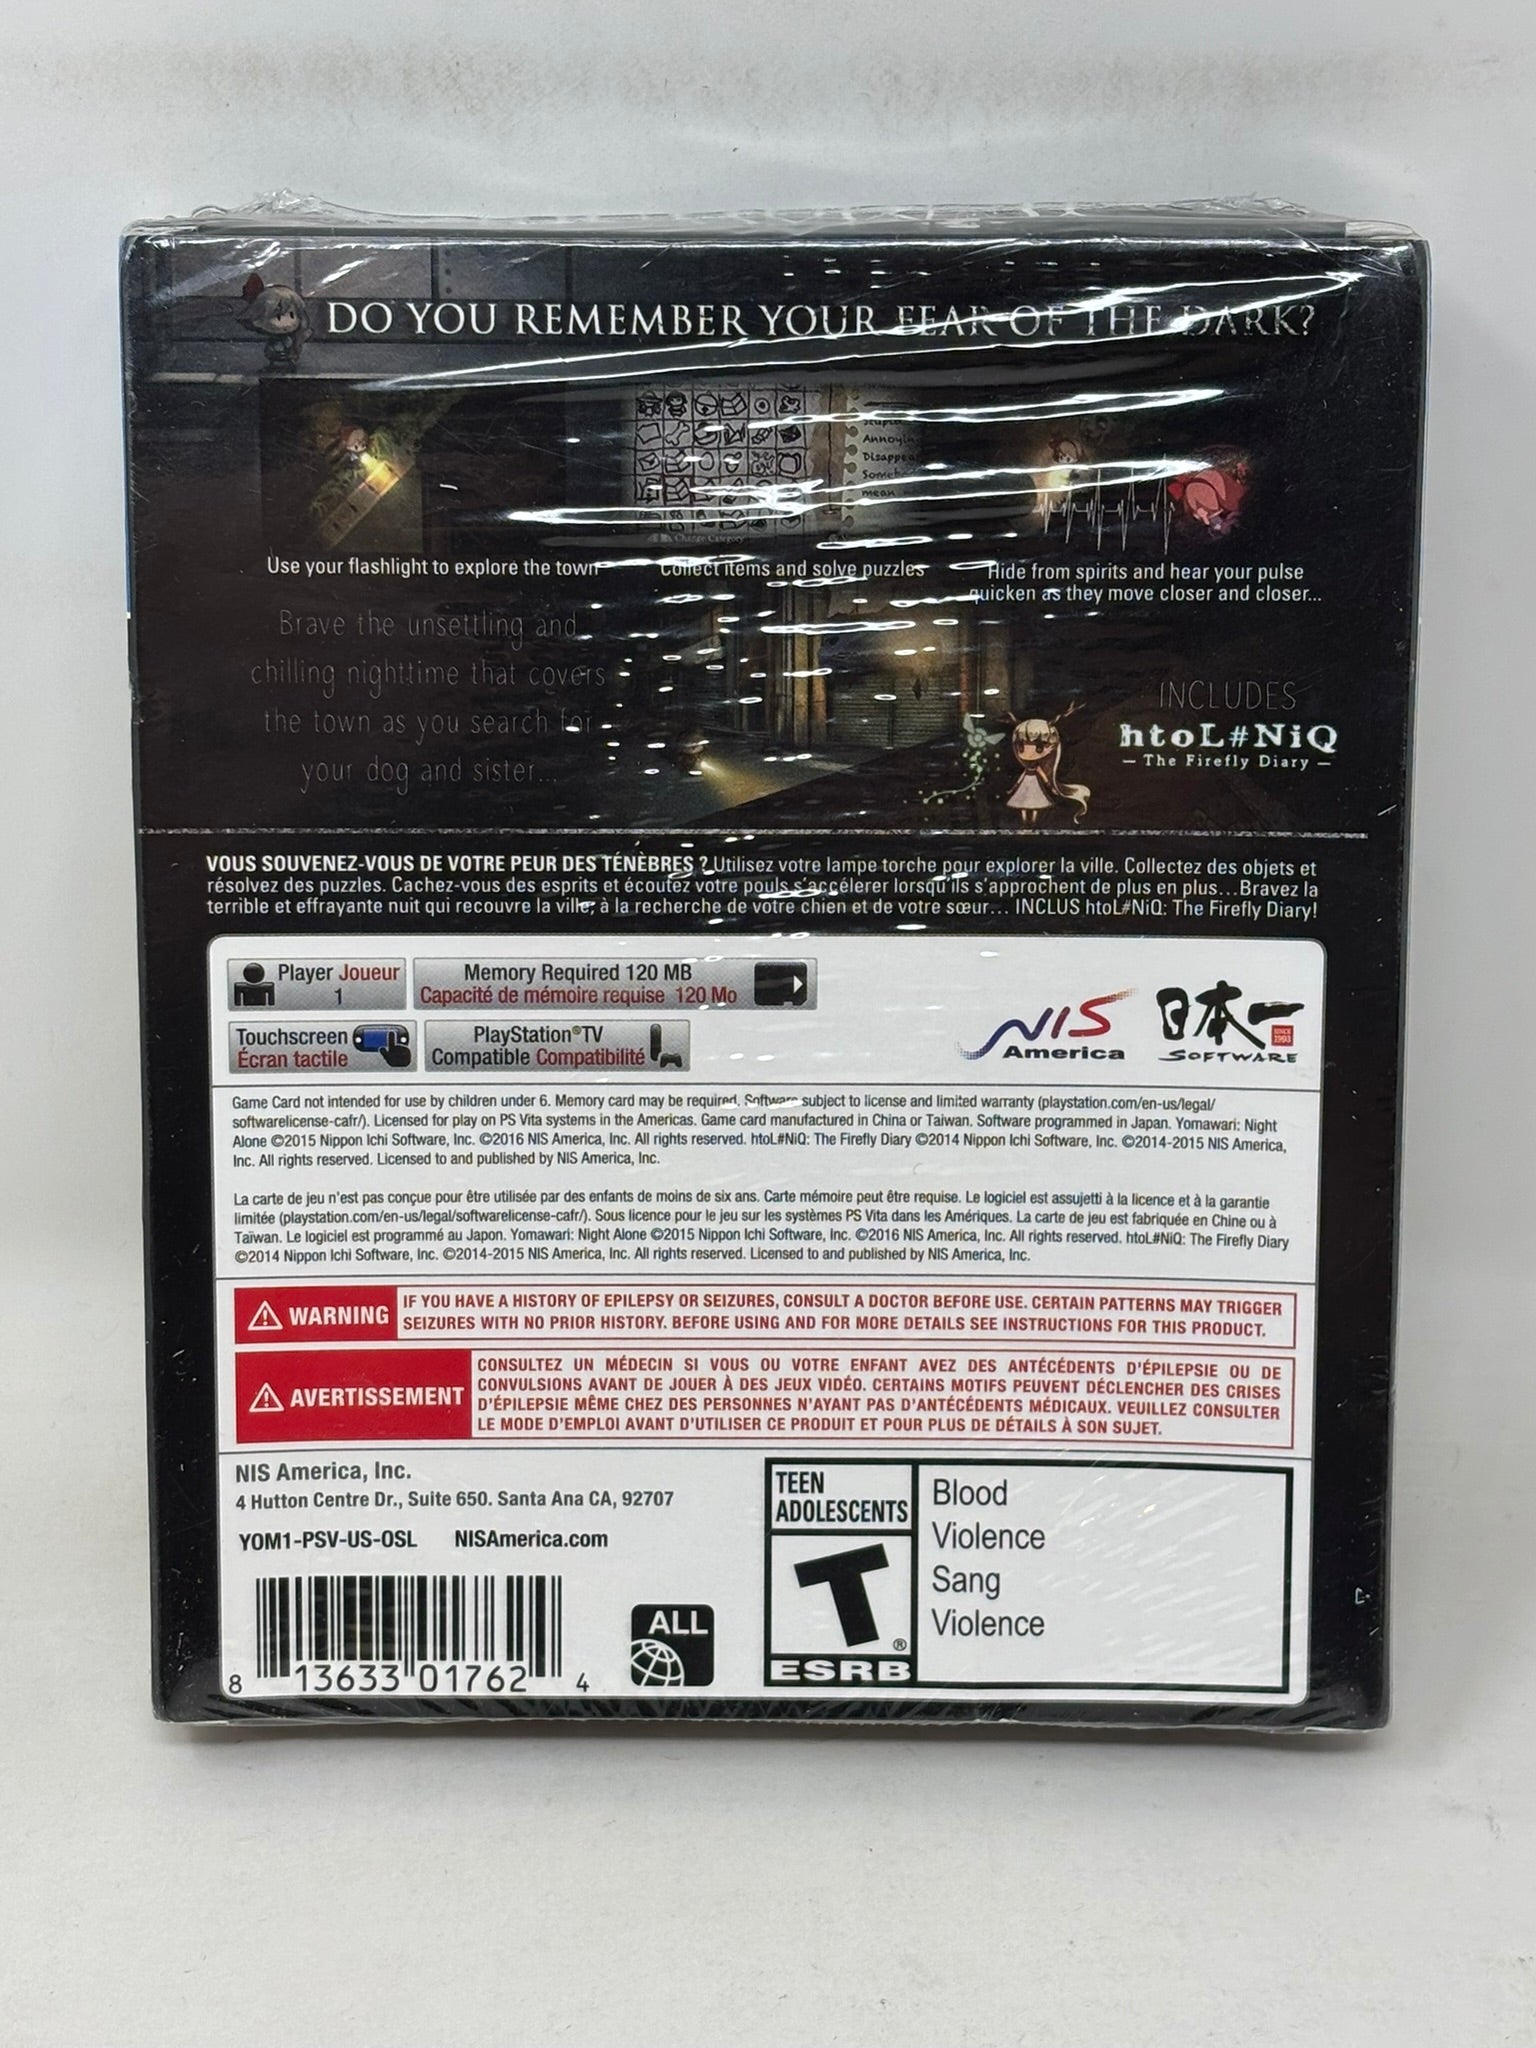 DO YOU REMEMBER YOUR FEAR OF THE DARK?
Annoying
Change Category
Use your flashlight to explore the town
Collect items and solve puzzles
Hide from spirits and hear your pulse
quicken as they move closer and closer...
Brave the unsettling and
chilling nighttime that covers
the town as you search for
your dog and sister...
INCLUDES
htoL#NiQ
– The Firefly Diary –
VOUS SOUVENEZ-VOUS DE VOTRE PEUR DES TÉNÈBRES ? Utilisez votre lampe torche pour explorer la ville. Collectez des objets et
résolvez des puzzles. Cachez-vous des esprits et écoutez votre pouls s'accélerer lorsqu'ils s'approchent de plus en plus...Bravez la
terrible et effrayante nuit qui recouvre la ville, à la recherche de votre chien et de votre sœur... INCLUS htoL#NiQ: The Firefly Diary!
Player Joueur
1
Memory Required 120 MB
Capacité de mémoire requise 120 Mo
Touchscreen
Écran tactile
PlayStation®TV
Compatible Compatibilité
NIS
America
日本一
SINCE
1993
SOFTWARE
Game Card not intended for use by children under 6. Memory card may be required. Software subject to license and limited warranty (playstation.com/en-us/legal/
softwarelicense-cafr/). Licensed for play on PS Vita systems in the Americas. Game card manufactured in China or Taiwan. Software programmed in Japan. Yomawari: Night
Alone ©2015 Nippon Ichi Software, Inc. ©2016 NIS America, Inc. All rights reserved. htoL#NiQ: The Firefly Diary ©2014 Nippon Ichi Software, Inc. ©2014-2015 NIS America,
Inc. All rights reserved. Licensed to and published by NIS America, Inc.
La carte de jeu n'est pas conçue pour être utilisée par des enfants de moins de six ans. Carte mémoire peut être requise. Le logiciel est assujetti à la licence et à la garantie
limitée (playstation.com/en-us/legal/softwarelicense-cafr/). Sous licence pour le jeu sur les systèmes PS Vita dans les Amériques. La carte de jeu est fabriquée en Chine ou à
Taïwan. Le logiciel est programmé au Japon. Yomawari: Night Alone ©2015 Nippon Ichi Software, Inc. ©2016 NIS America, Inc. All rights reserved. htoL#NiQ: The Firefly Diary
©2014 Nippon Ichi Software, Inc. ©2014-2015 NIS America, Inc. All rights reserved. Licensed to and published by NIS America, Inc.
WARNING
IF YOU HAVE A HISTORY OF EPILEPSY OR SEIZURES, CONSULT A DOCTOR BEFORE USE. CERTAIN PATTERNS MAY TRIGGER
SEIZURES WITH NO PRIOR HISTORY. BEFORE USING AND FOR MORE DETAILS SEE INSTRUCTIONS FOR THIS PRODUCT.
AVERTISSEMENT
CONSULTEZ UN MÉDECIN SI VOUS OU VOTRE ENFANT AVEZ DES ANTÉCÉDENTS D'ÉPILEPSIE OU DE
CONVULSIONS AVANT DE JOUER À DES JEUX VIDÉO. CERTAINS MOTIFS PEUVENT DÉCLENCHER DES CRISES
D'ÉPILEPSIE MÊME CHEZ DES PERSONNES N'AYANT PAS D'ANTÉCÉDENTS MÉDICAUX. VEUILLEZ CONSULTER
LE MODE D'EMPLOI AVANT D'UTILISER CE PRODUIT ET POUR PLUS DE DÉTAILS À SON SUJET.
NIS America, Inc.
4 Hutton Centre Dr., Suite 650. Santa Ana CA, 92707
YOM1-PSV-US-OSL NISAmerica.com
8 13633 01762 4
ALL
TEEN
ADOLESCENTS
T®
ESRB
Blood
Violence
Sang
Violence